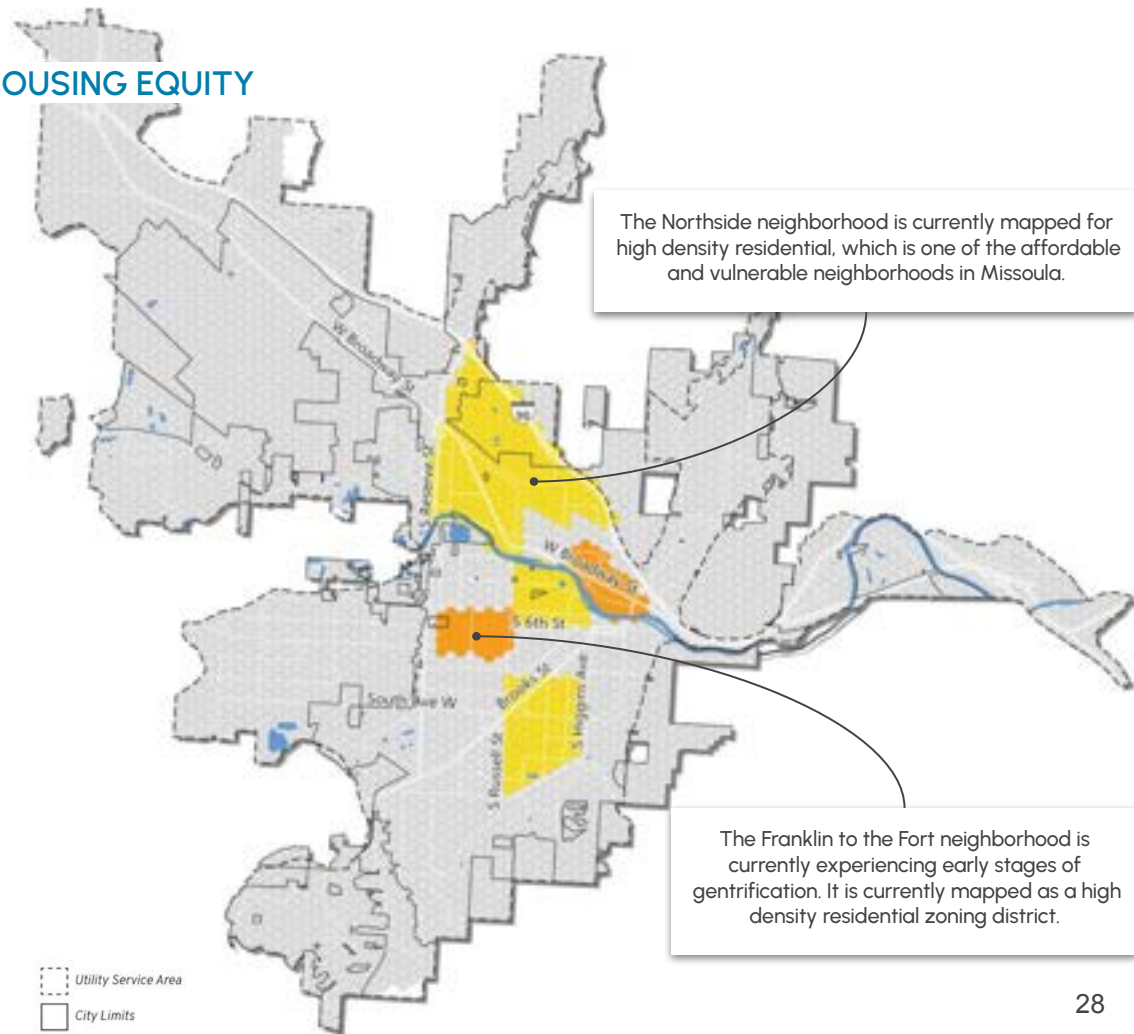 OUSING EQUITY
The Northside neighborhood is currently mapped for
high density residential, which is one of the affordable
and vulnerable neighborhoods in Missoula.
W Broadway St
90
S Reserve St
W Broadway St
S 6th St
Brooks St
South Ave W
S Higgins Ave
S Russell St
The Franklin to the Fort neighborhood is
currently experiencing early stages of
gentrification. It is currently mapped as a high
density residential zoning district.
Utility Service Area
City Limits
28